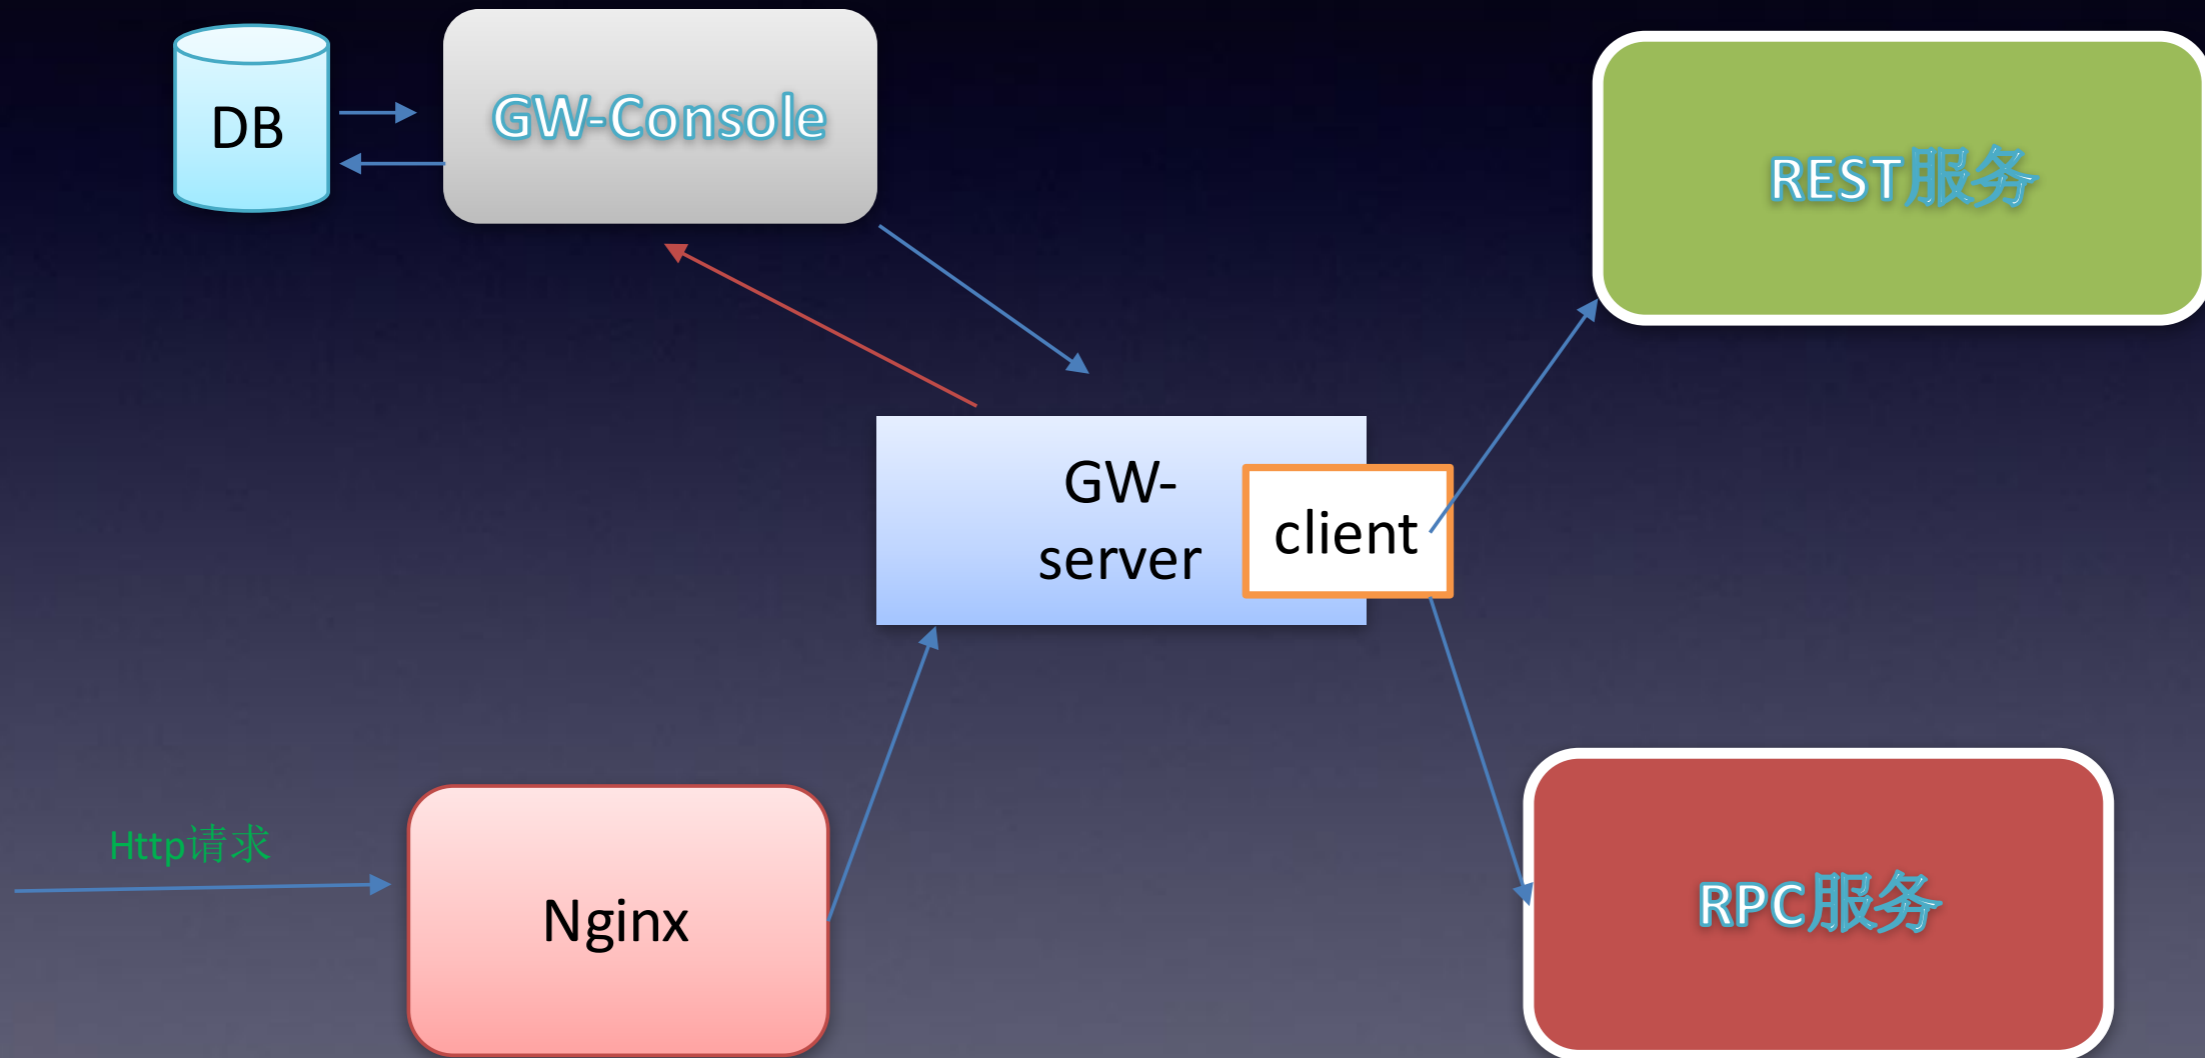 DB
GW-Console
REST服务
GW-
server
client
Http请求
Nginx
RPC服务